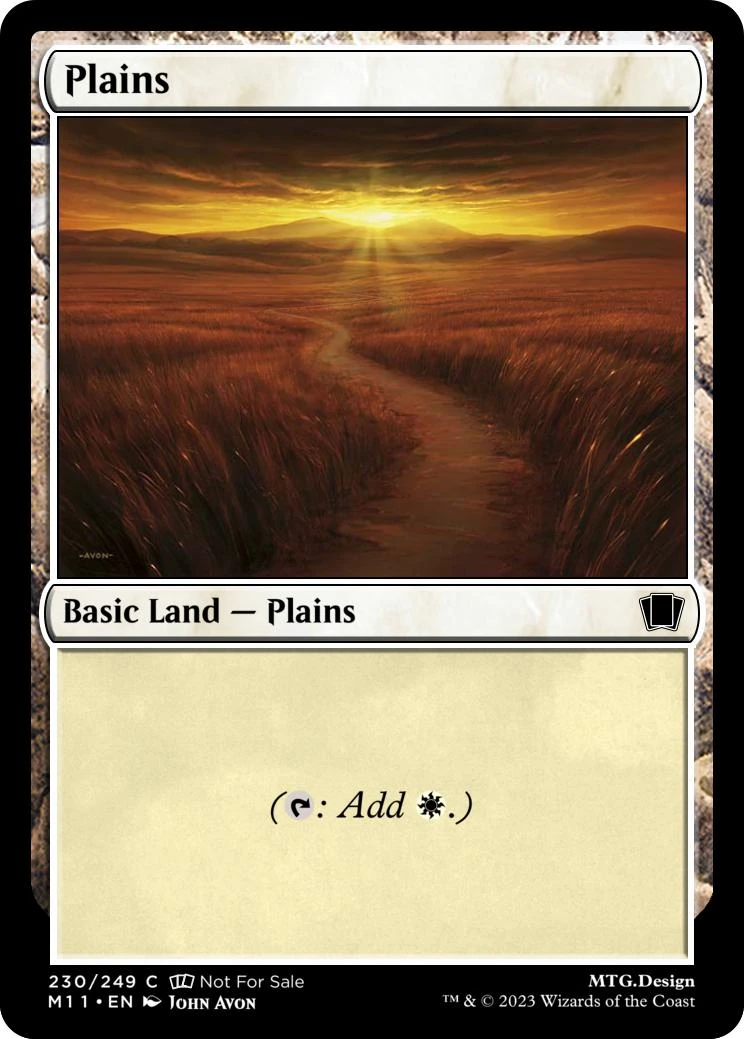 Plains
-AVON-
Basic Land — Plains
( : Add .)
230/249 C Not For Sale
MTG.Design
M11 • EN John Avon
™ & © 2023 Wizards of the Coast